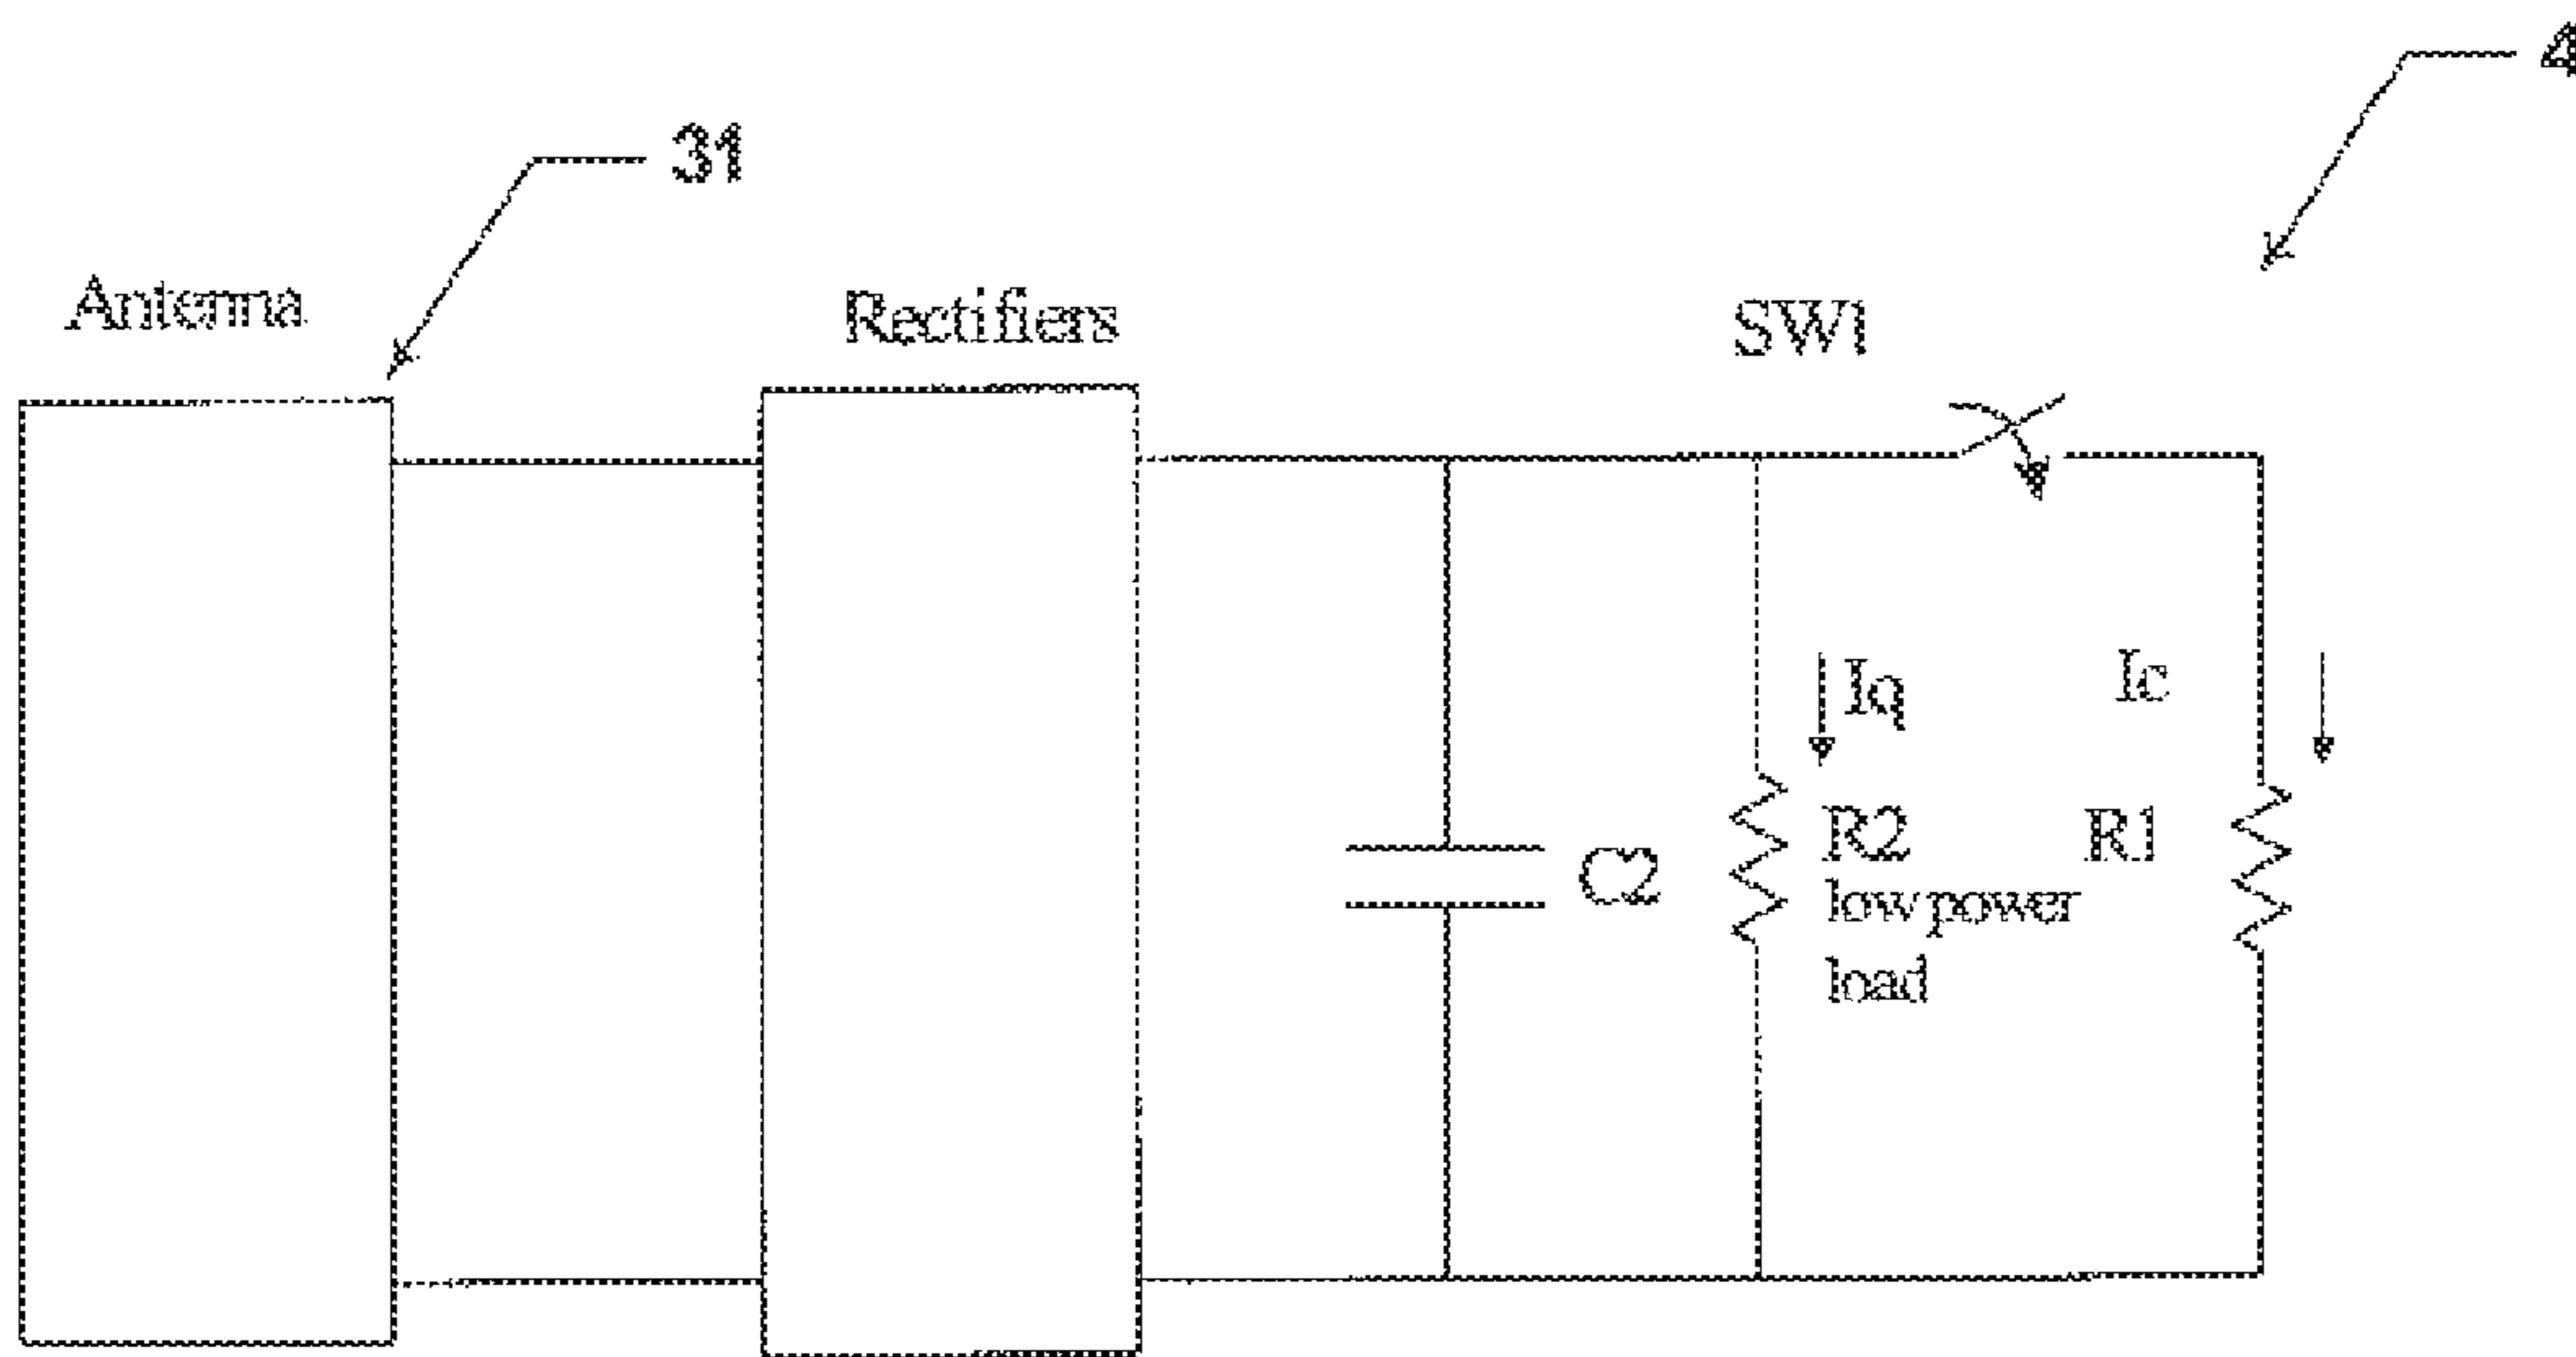 4
31
Antenna
Rectifiers
SW1
Iq
Ic
R2
low power
load
R1
C2